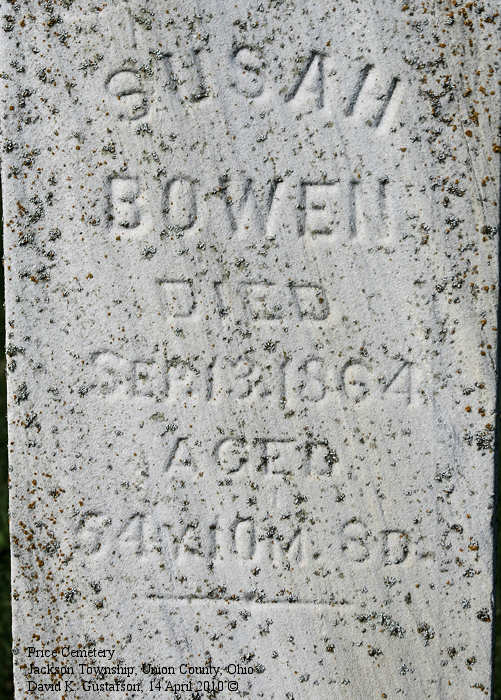 SUSAN
BOWEN
DIED
SEP. 13. 1864
AGED
10M. 8D.
Price Cemetery
Jackson Township, Union County, Ohio
David K. Gustafson, 14 April 2010 ©